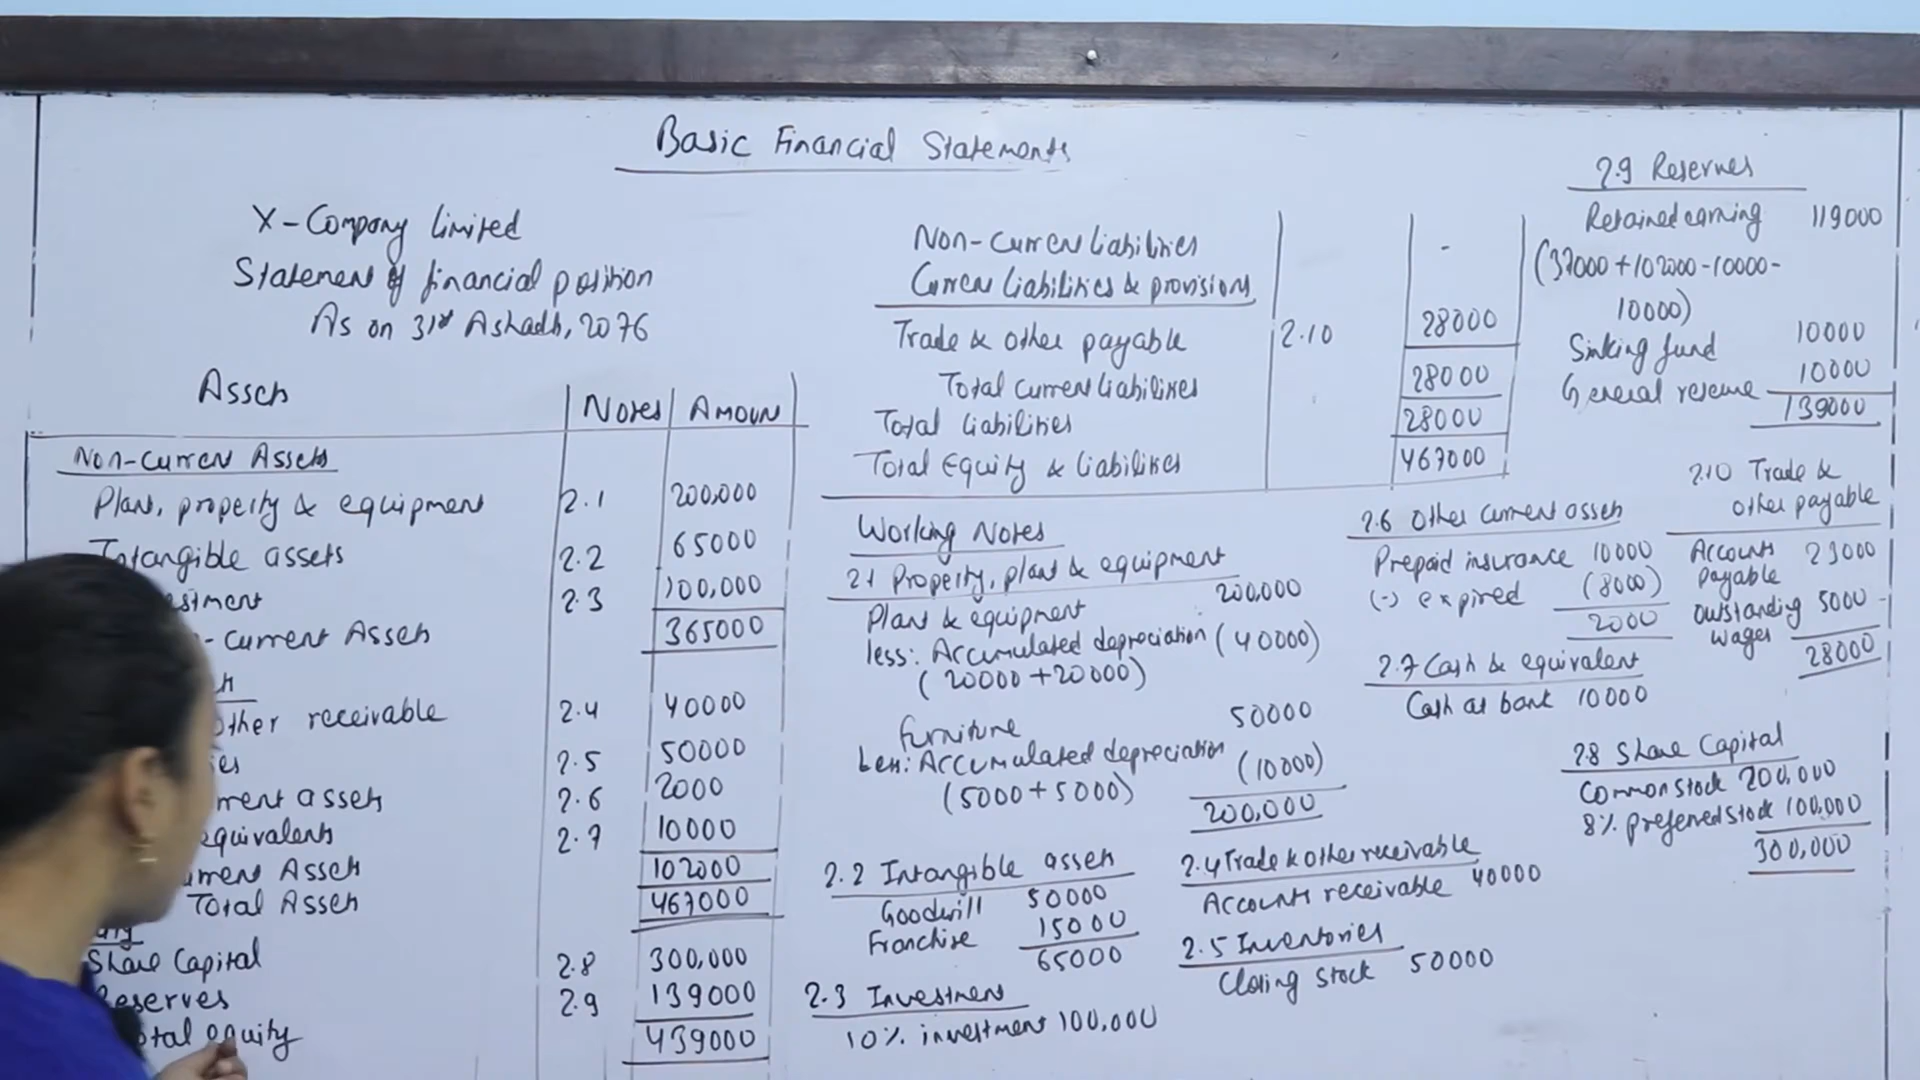 Basic Financial Statements
X-Company limited
Statement of financial position
As on 31st Ashadh, 2076
Assets Notes Amount
Non-current Assets
Plant, property & equipment 2.1 200,000
Intangible assets 2.2 65000
2.3 100,000
-current Assets 365000
other receivable 2.4 40000
2.5 50000
assets 2.6 2000
equivalents 2.7 10000
Assets 102000
Total Assets 467000
Share Capital 2.8 300,000
Reserves 2.9 139000
total equity 439000
Non-current liabilities -
Current liabilities & provisions
Trade & other payable 2.10 28000
Total current liabilities 28000
Total liabilities 28000
Total Equity & liabilities 467000
Working Notes
2.1 Property, plant & equipment
Plant & equipment 200,000
less: Accumulated depreciation (40000)
(20000+20000)
furniture 50000
Less: Accumulated depreciation (10000)
(5000+5000)
200,000
2.2 Intangible assets
Goodwill 50000
Franchise 15000
65000
2.3 Investment
10% investment 100,000
2.4 Trade & other receivable
Accounts receivable 40000
2.5 Inventories
Closing stock 50000
2.6 Other current assets
Prepaid insurance 10000
(-) expired (8000)
2000
2.7 Cash & equivalent
Cash at bank 10000
2.8 Share Capital
Common stock 200,000
8% preferred stock 100,000
300,000
2.9 Reserves
Retained earning 119000
(37000+102000-10000-
10000)
Sinking fund 10000
General reserve 10000
139000
2.10 Trade &
other payable
Accounts 23000
payable
outstanding 5000
wages
28000